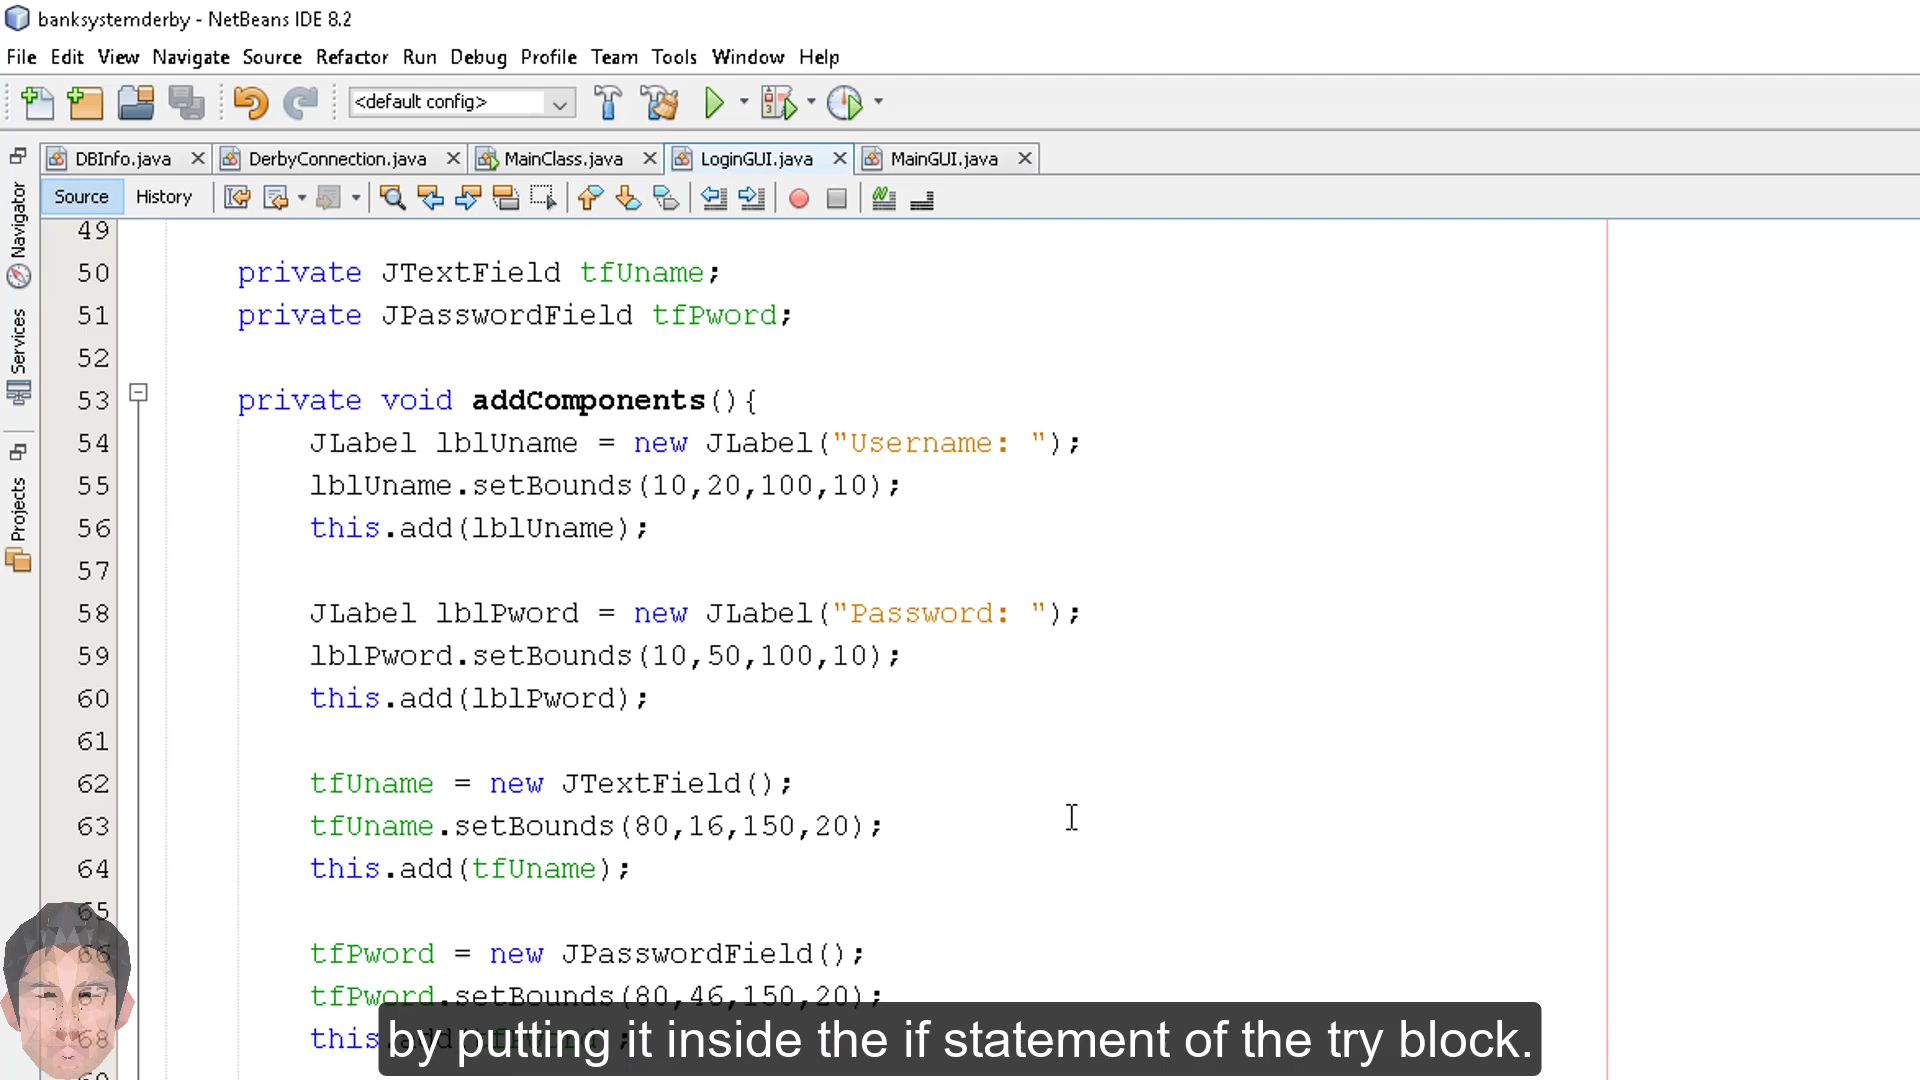 banksystemderby - NetBeans IDE 8.2
File Edit View Navigate Source Refactor Run Debug Profile Team Tools Window Help
<default config>
DBInfo.java DerbyConnection.java MainClass.java LoginGUI.java MainGUI.java
Source History
Navigator
Services
Projects
49
50 private JTextField tfUname;
51 private JPasswordField tfPword;
52
53 private void addComponents(){
54 JLabel lblUname = new JLabel("Username: ");
55 lblUname.setBounds(10,20,100,10);
56 this.add(lblUname);
57
58 JLabel lblPword = new JLabel("Password: ");
59 lblPword.setBounds(10,50,100,10);
60 this.add(lblPword);
61
62 tfUname = new JTextField();
63 tfUname.setBounds(80,16,150,20);
64 this.add(tfUname);
65
66 tfPword = new JPasswordField();
67 tfPword.setBounds(80,46,150,20);
68 this.add(tfPword);
by putting it inside the if statement of the try block.